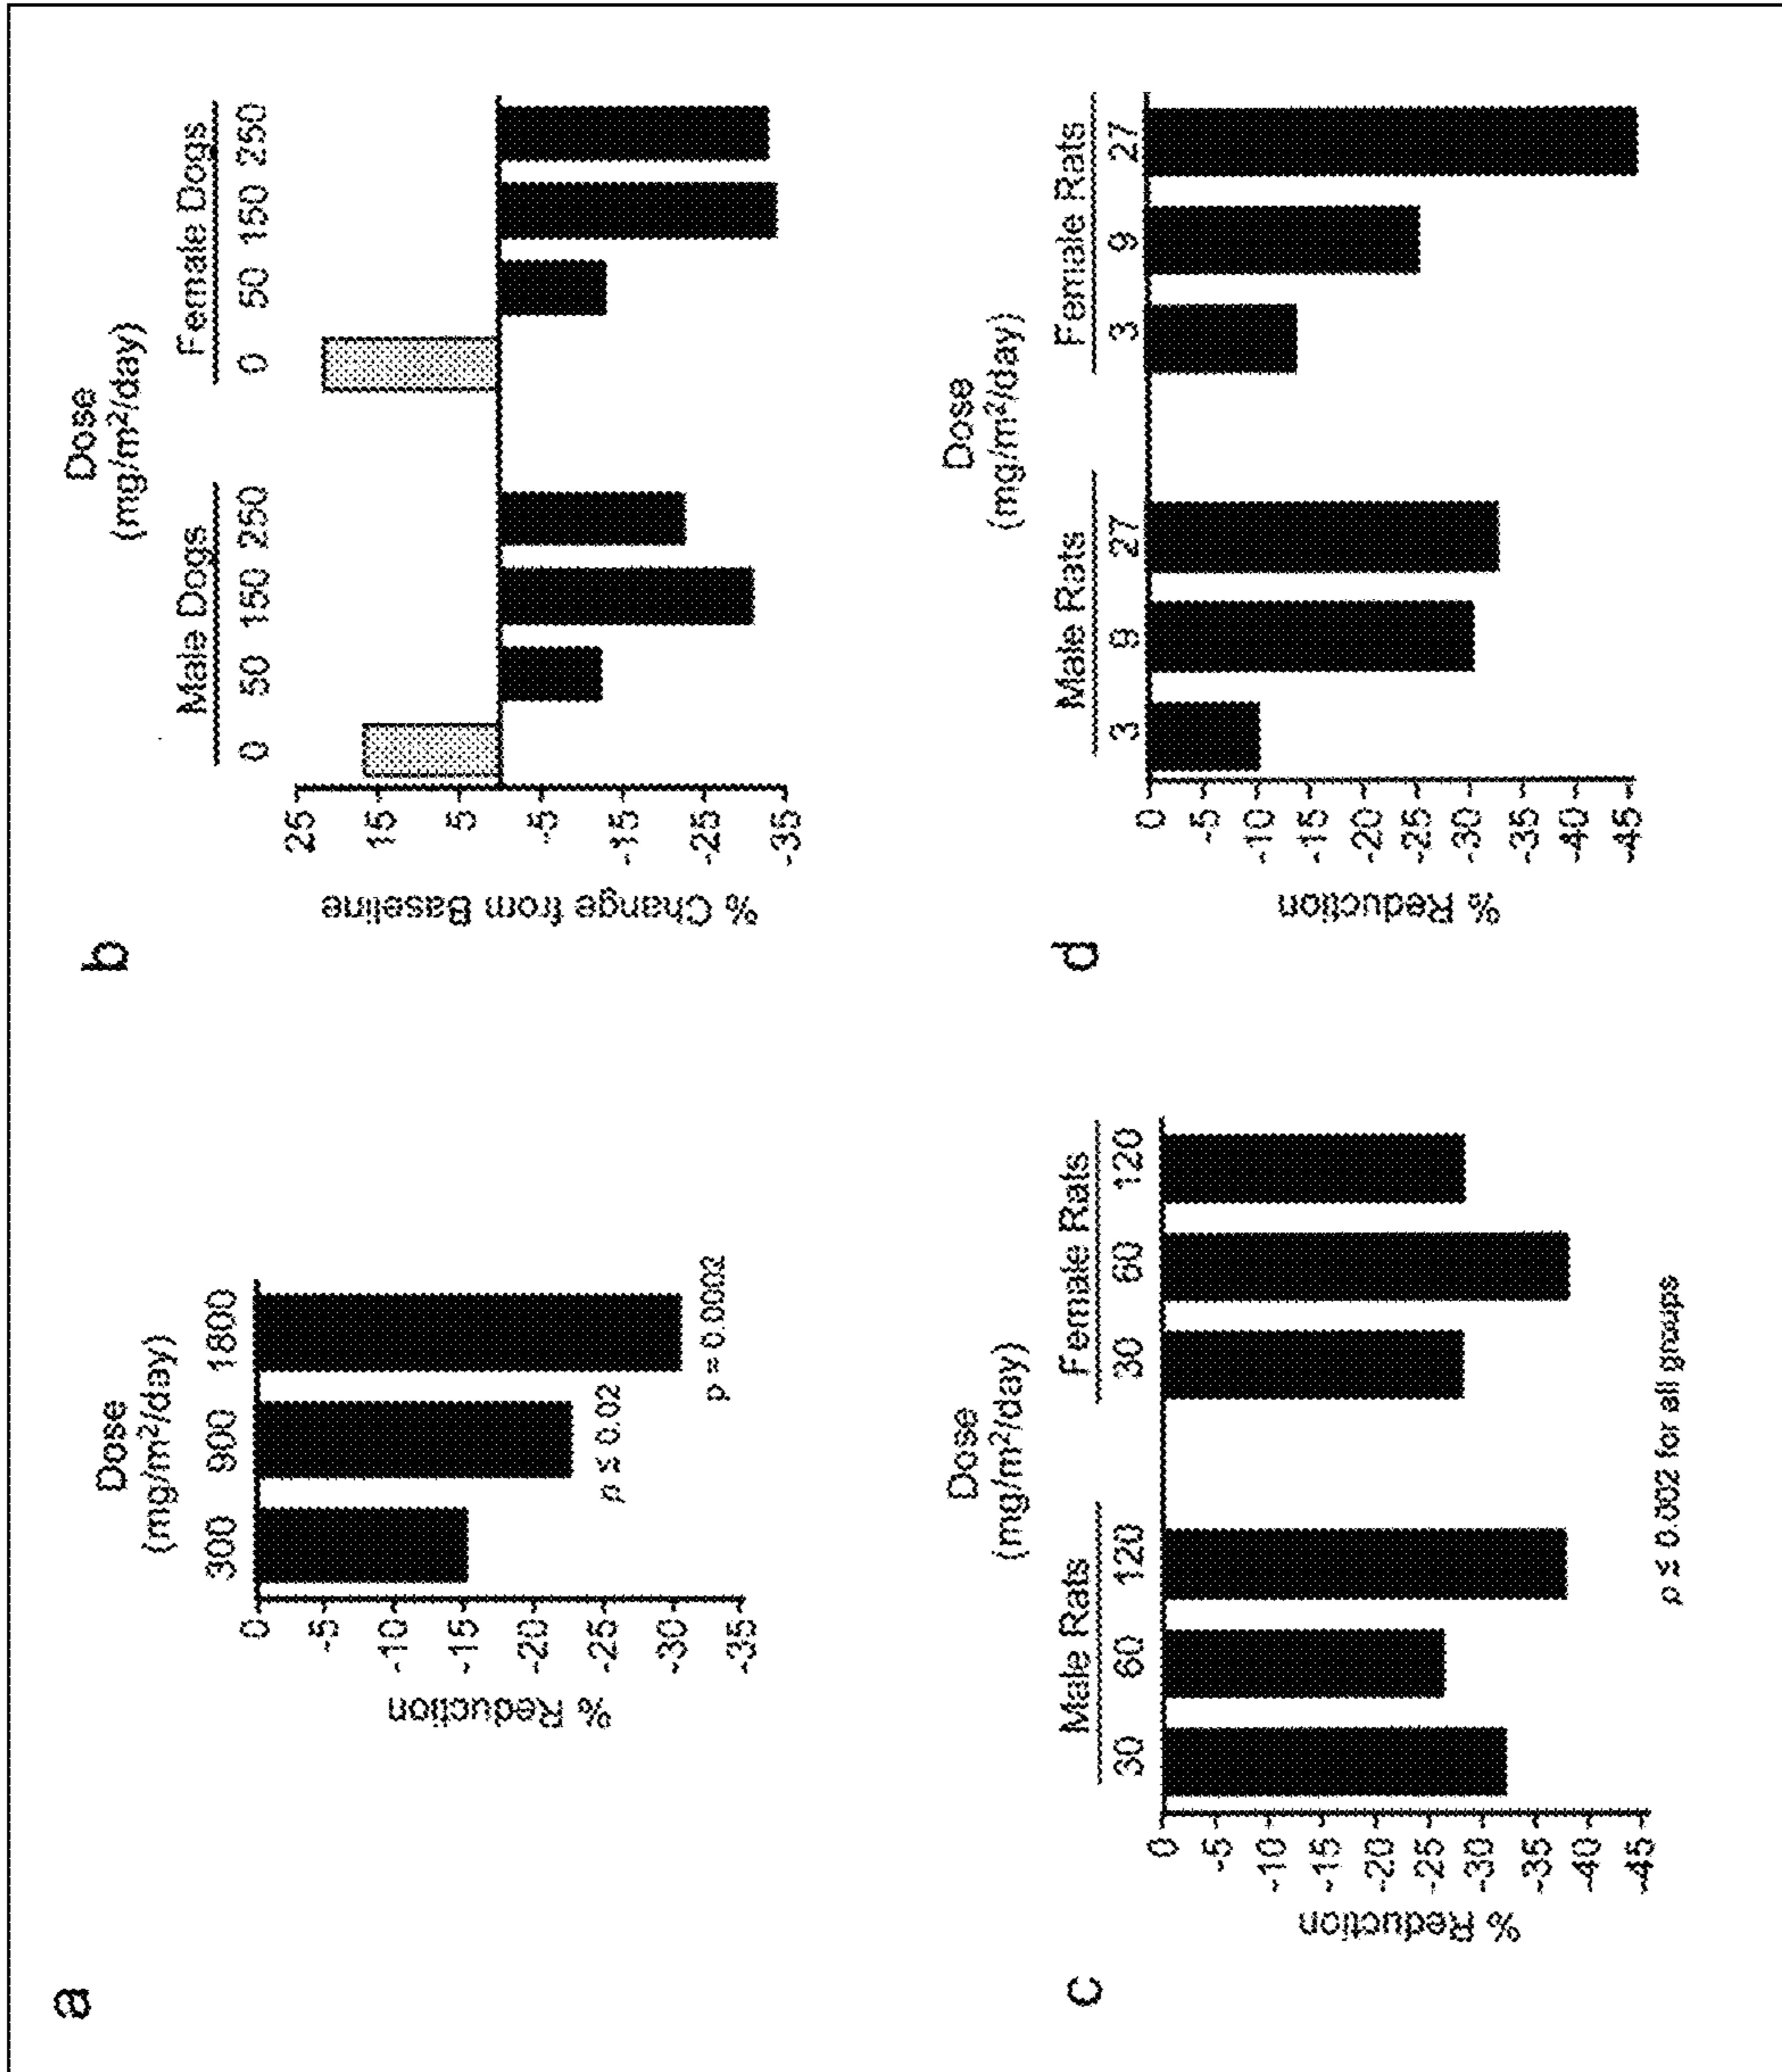 a
Dose
(mg/m²/day)
300 900 1800
0
-5
-10
-15
-20
-25
-30
-35
% Reduction
p ≤ 0.02
p = 0.0002
b
Dose
(mg/m²/day)
Male Dogs Female Dogs
0 50 150 250 0 50 150 250
25
15
5
-5
-15
-25
-35
% Change from Baseline
c
Dose
(mg/m²/day)
Male Rats Female Rats
30 60 120 30 60 120
0
-5
-10
-15
-20
-25
-30
-35
-40
-45
% Reduction
p ≤ 0.002 for all groups
d
Dose
(mg/m²/day)
Male Rats Female Rats
3 9 27 3 9 27
0
-5
-10
-15
-20
-25
-30
-35
-40
-45
% Reduction